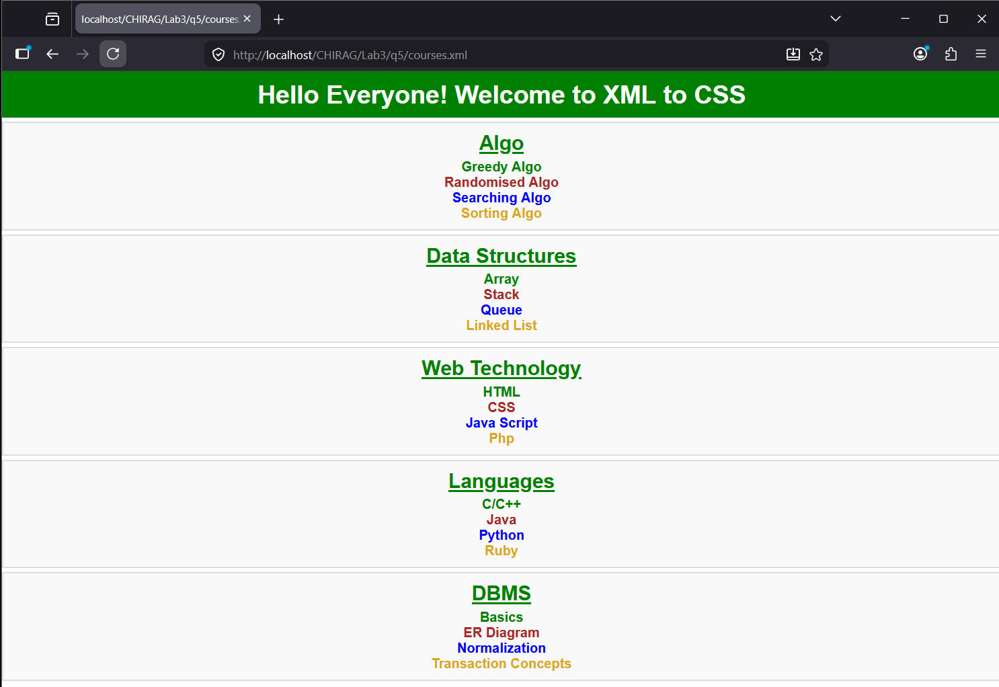 localhost/CHIRAG/Lab3/q5/courses.
http://localhost/CHIRAG/Lab3/q5/courses.xml
Hello Everyone! Welcome to XML to CSS
Algo
Greedy Algo
Randomised Algo
Searching Algo
Sorting Algo
Data Structures
Array
Stack
Queue
Linked List
Web Technology
HTML
CSS
Java Script
Php
Languages
C/C++
Java
Python
Ruby
DBMS
Basics
ER Diagram
Normalization
Transaction Concepts